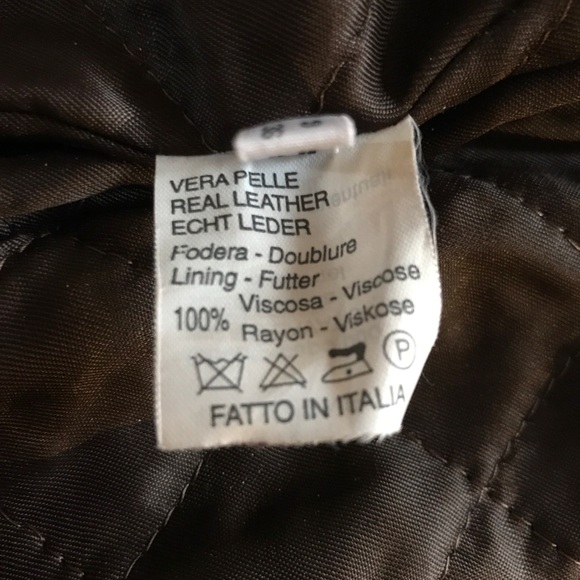 VERA PELLE
REAL LEATHER
ECHT LEDER
Fodera - Doublure
Lining - Futter
100% Viscosa - Viscose
Rayon - Viskose
P
FATTO IN ITALIA